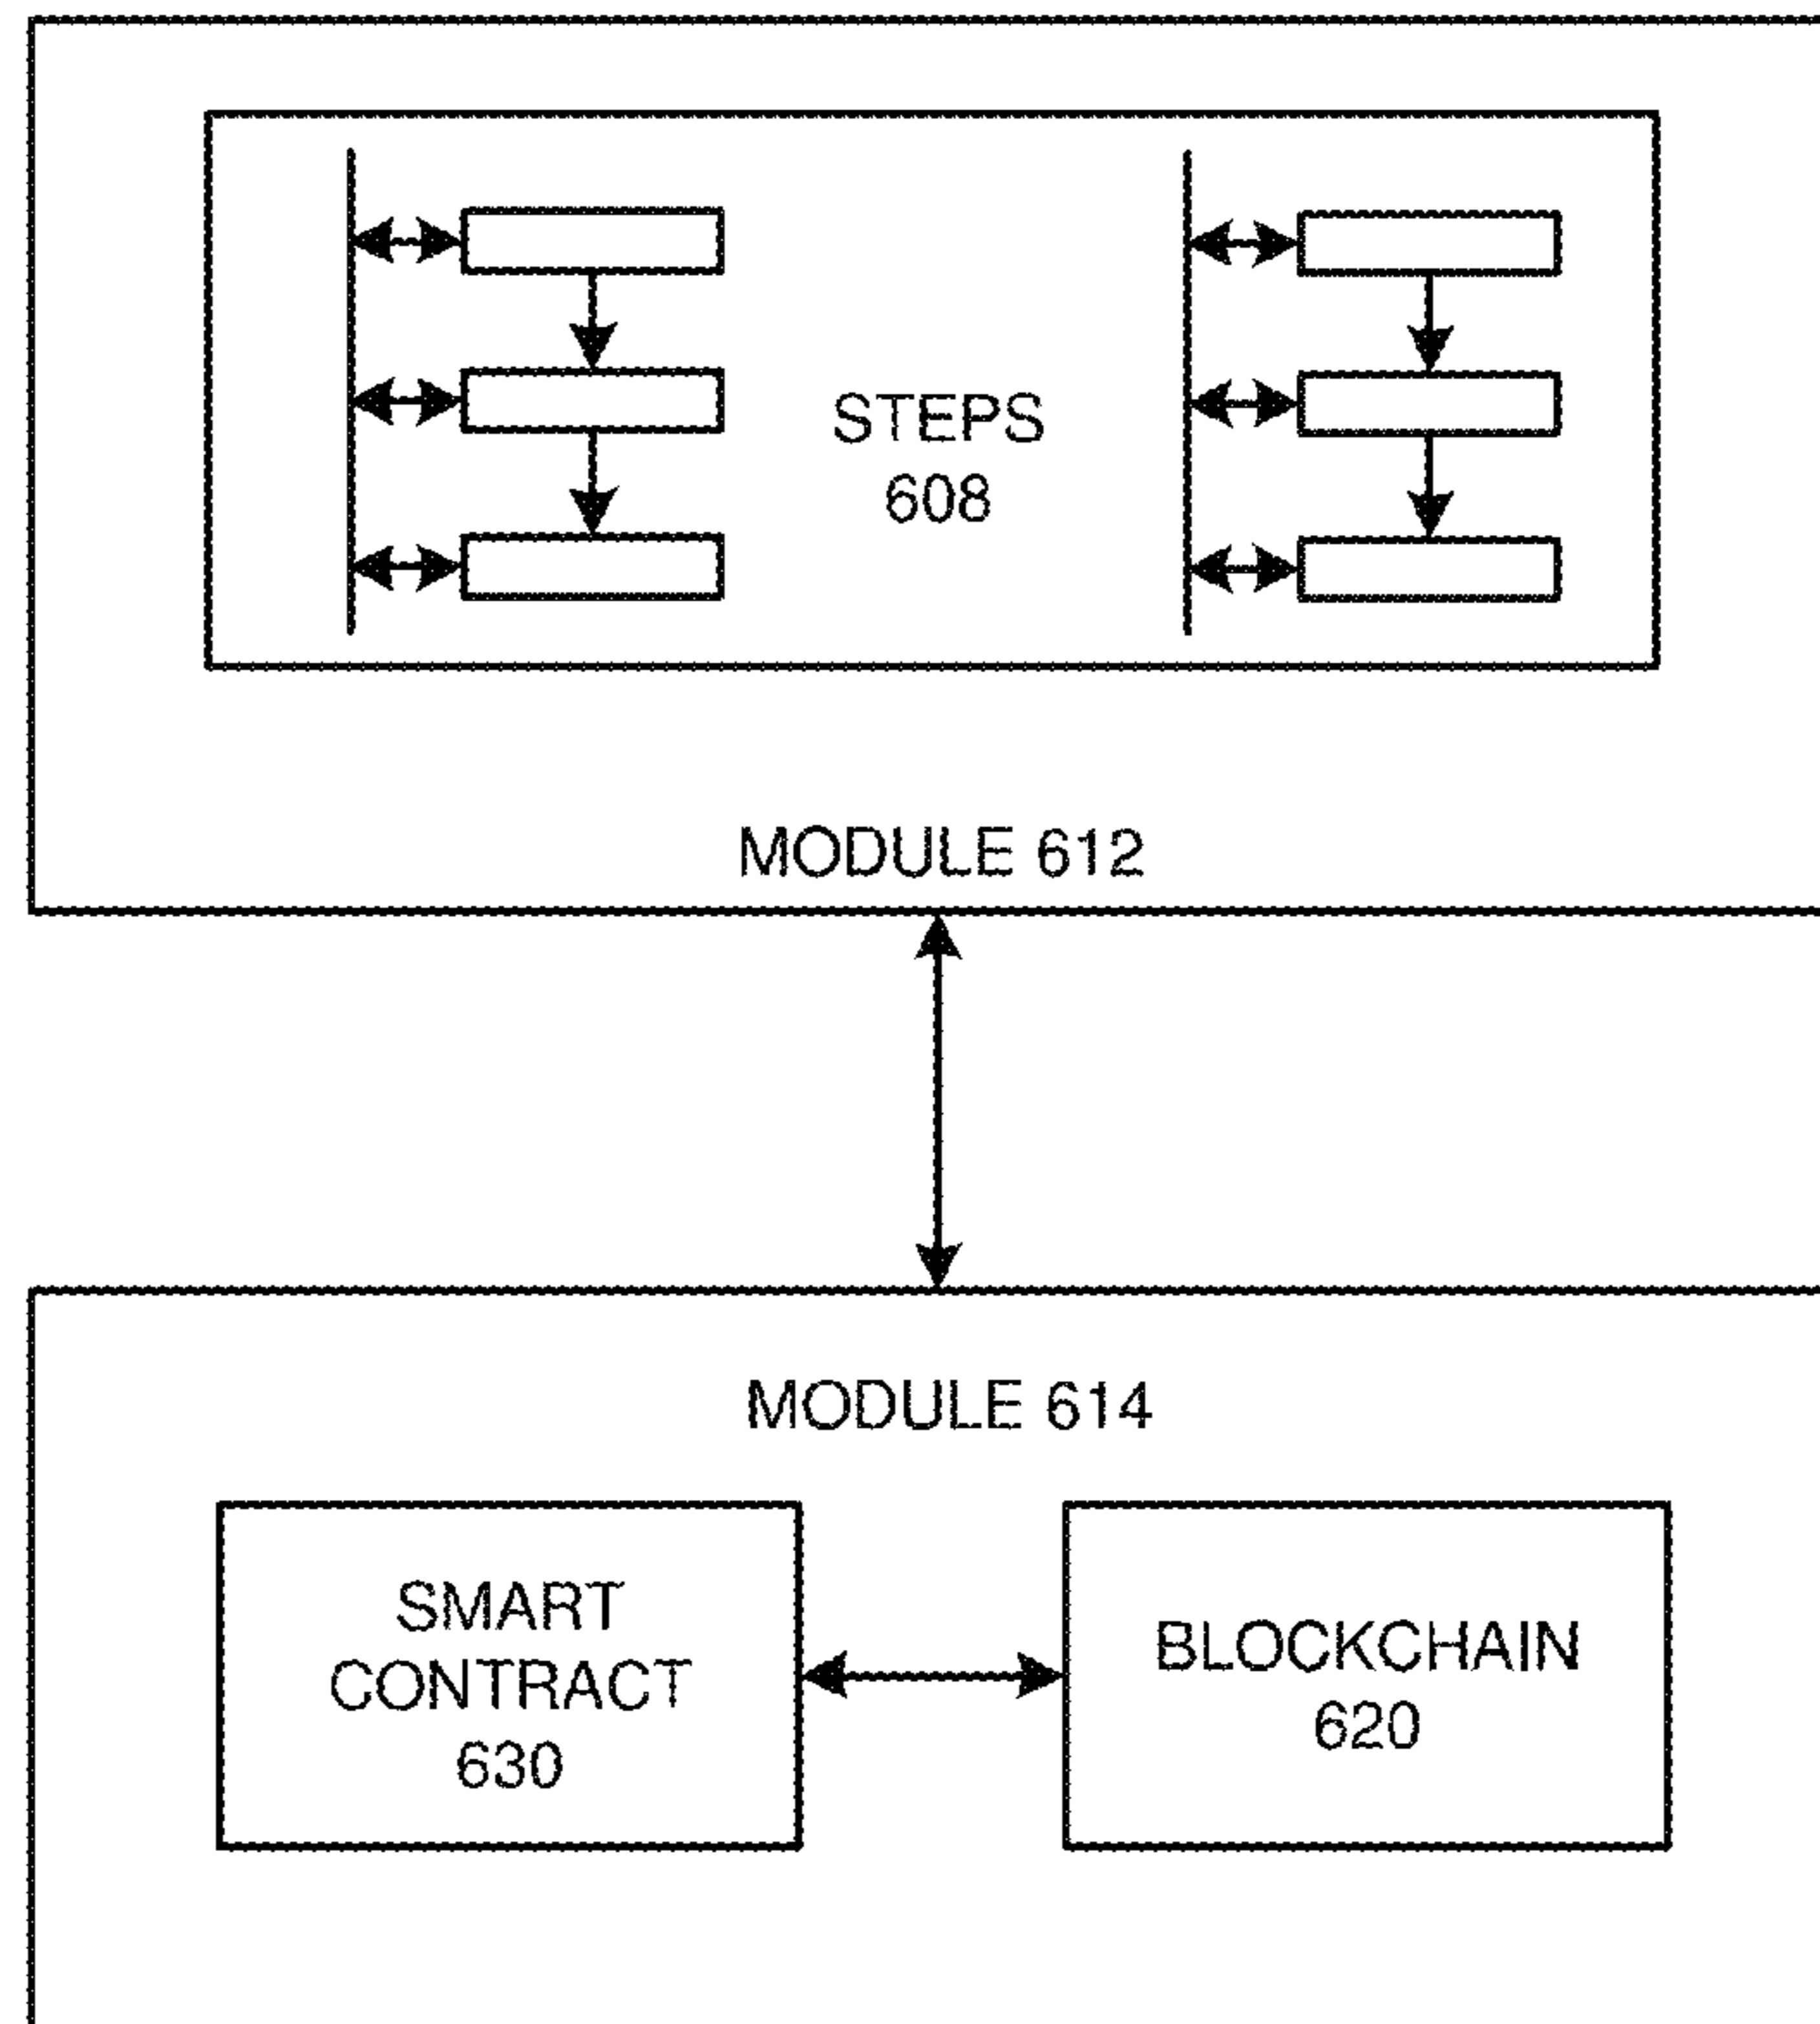 STEPS
608
MODULE 612
MODULE 614
SMART
CONTRACT
630
BLOCKCHAIN
620